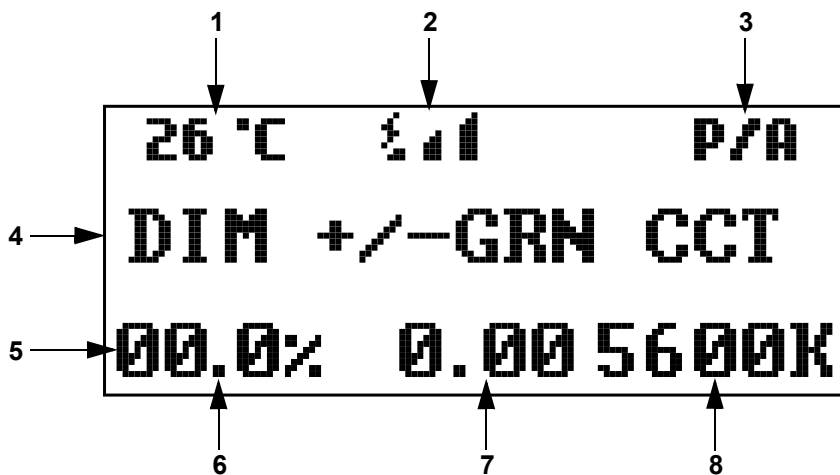 1 2 3
26 °C P/A
4 DIM +/-GRN CCT
5 00.0% 0.00 5600K
6 7 8